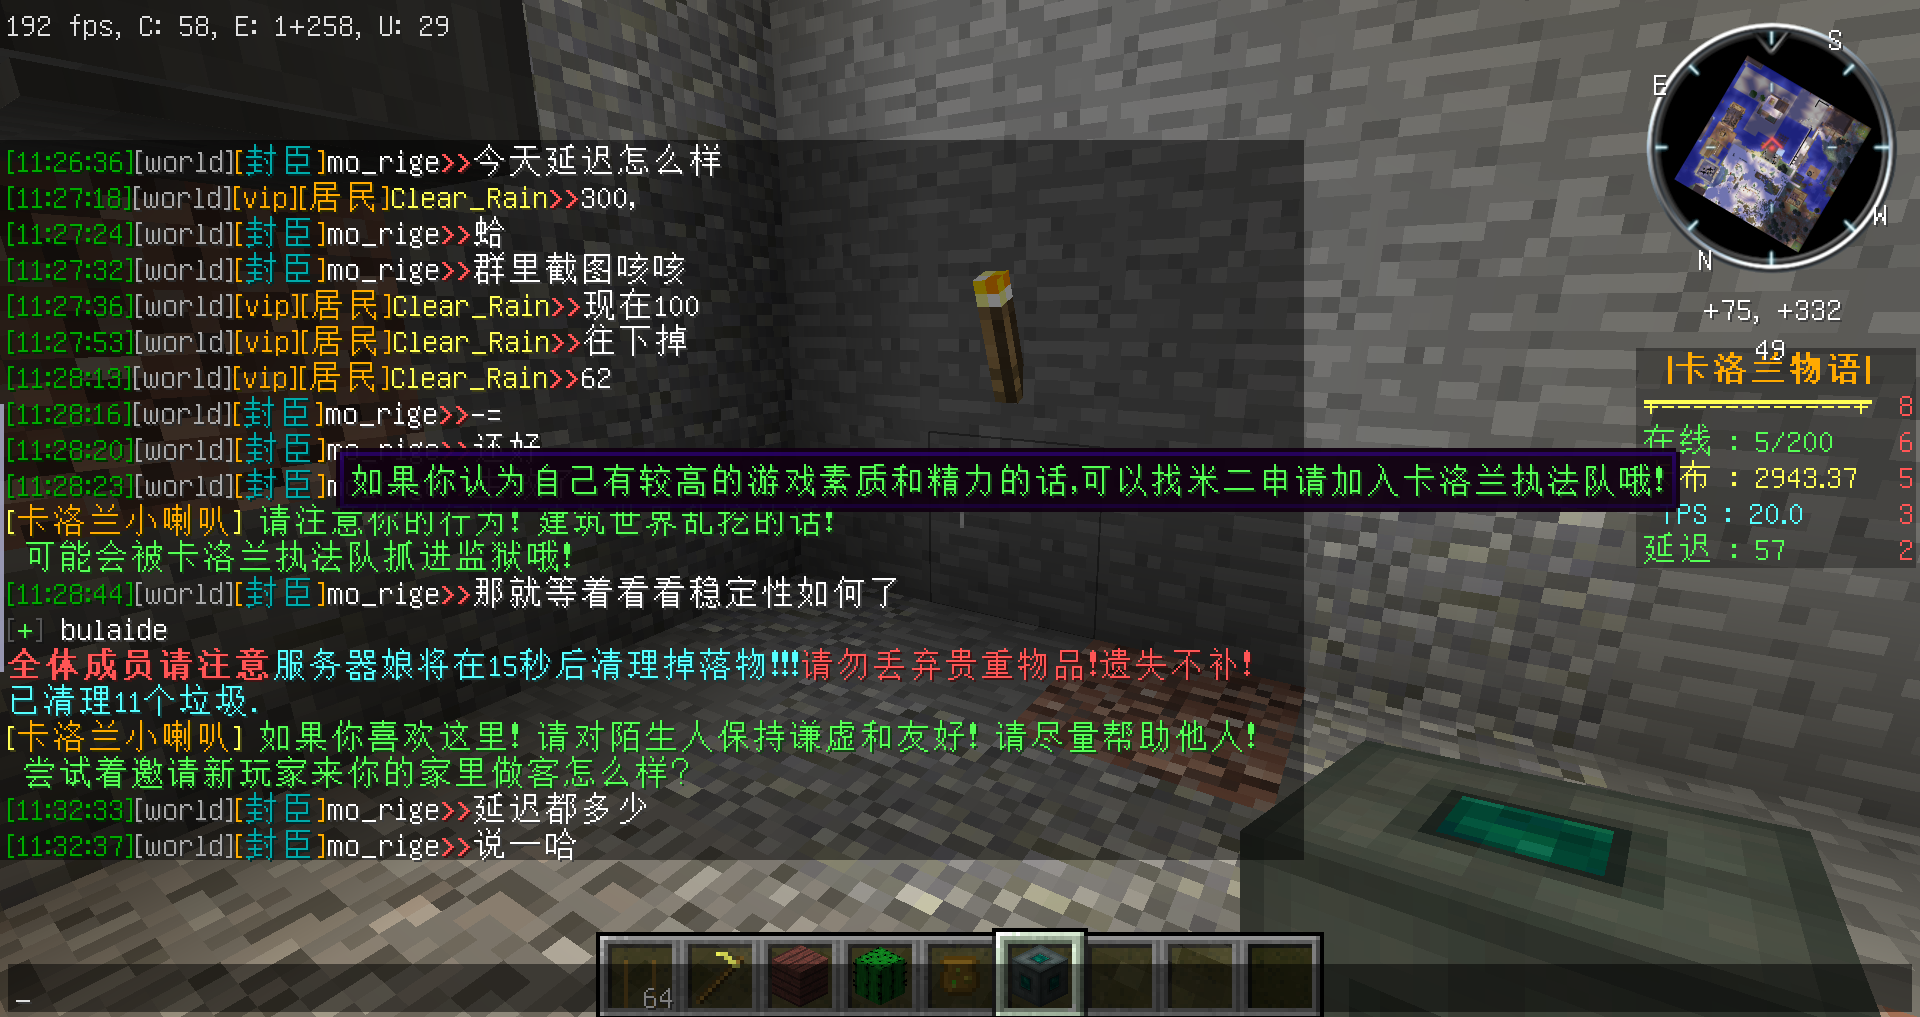 192 fps, C: 58, E: 1+258, U: 29
S
E
W
N
+75, +332
49
[11:26:36][world][封臣]mo_rige>>今天延迟怎么样
[11:27:18][world][vip][居民]Clear_Rain>>300,
[11:27:24][world][封臣]mo_rige>>蛤
[11:27:32][world][封臣]mo_rige>>群里截图咳咳
[11:27:36][world][vip][居民]Clear_Rain>>现在100
[11:27:53][world][vip][居民]Clear_Rain>>往下掉
[11:28:13][world][vip][居民]Clear_Rain>>62
[11:28:16][world][封臣]mo_rige>>-=
[11:28:20][world][封臣]mo_rige>>还好
[11:28:23][world][封臣]
如果你认为自己有较高的游戏素质和精力的话,可以找米二申请加入卡洛兰执法队哦!
[卡洛兰小喇叭] 请注意你的行为! 建筑世界乱挖的话!
可能会被卡洛兰执法队抓进监狱哦!
[11:28:44][world][封臣]mo_rige>>那就等着看看稳定性如何了
[+] bulaide
全体成员请注意服务器娘将在15秒后清理掉落物!!!请勿丢弃贵重物品!遗失不补!
已清理11个垃圾.
[卡洛兰小喇叭] 如果你喜欢这里! 请对陌生人保持谦虚和友好! 请尽量帮助他人!
尝试着邀请新玩家来你的家里做客怎么样?
[11:32:33][world][封臣]mo_rige>>延迟都多少
[11:32:37][world][封臣]mo_rige>>说一哈
|卡洛兰物语|
+------------+ 8
在线 : 5/200 6
布 : 2943.37 5
TPS : 20.0 3
延迟 : 57 2
64
_